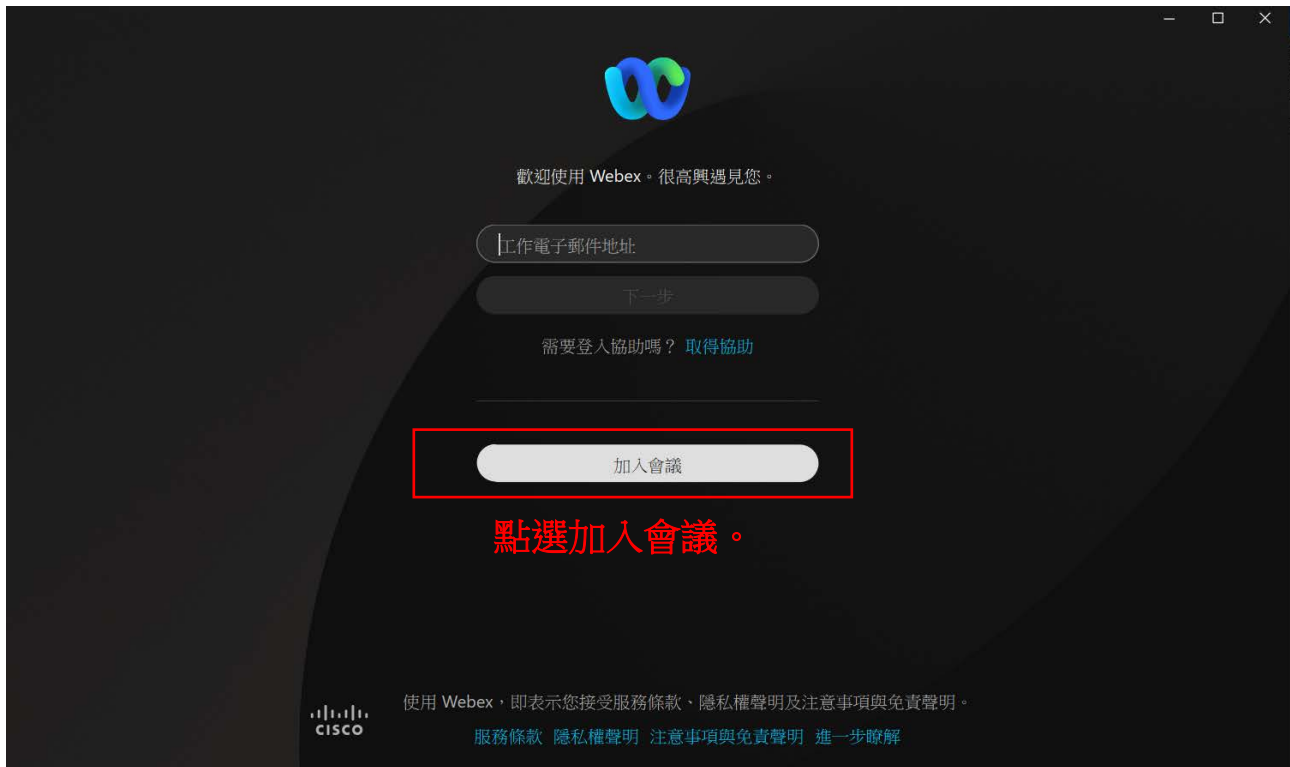 歡迎使用 Webex。很高興遇見您。
工作電子郵件地址
下一步
需要登入協助嗎？ 取得協助
加入會議
點選加入會議。
使用 Webex，即表示您接受服務條款、隱私權聲明及注意事項與免責聲明。
CISCO
服務條款 隱私權聲明 注意事項與免責聲明 進一步瞭解